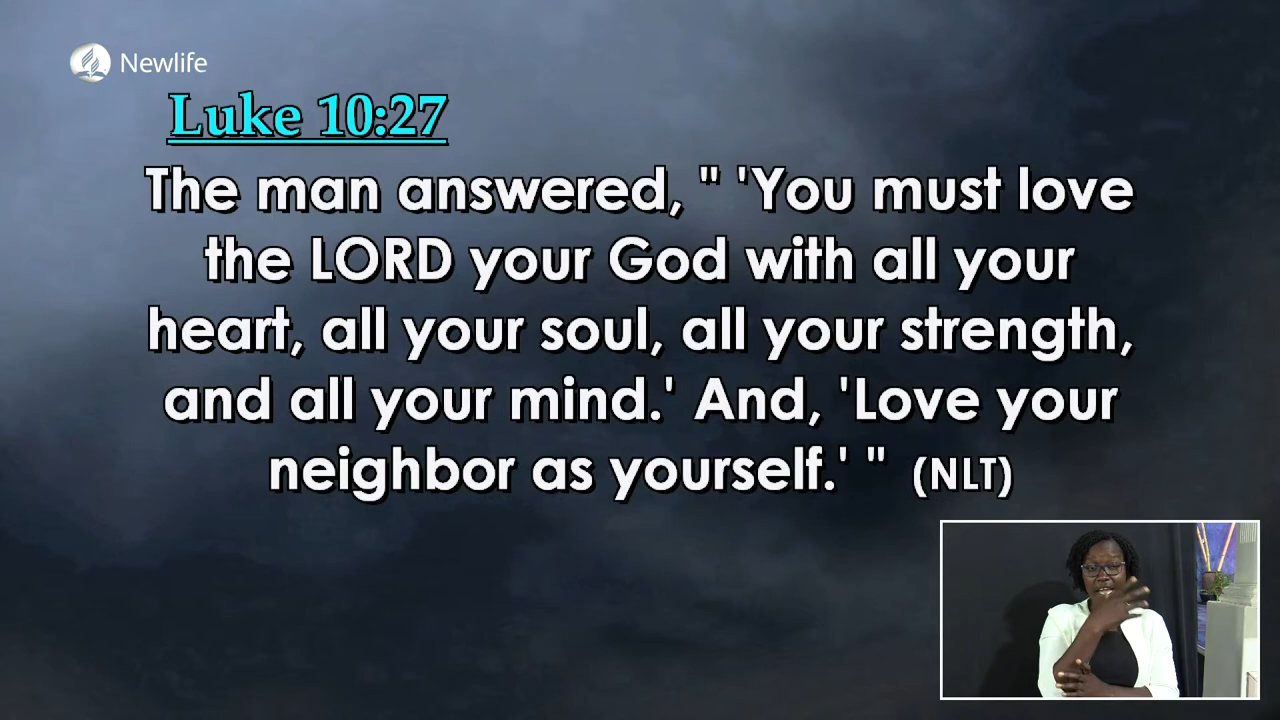 Newlife
Luke 10:27
The man answered, " 'You must love
the LORD your God with all your
heart, all your soul, all your strength,
and all your mind.' And, 'Love your
neighbor as yourself.' " (NLT)